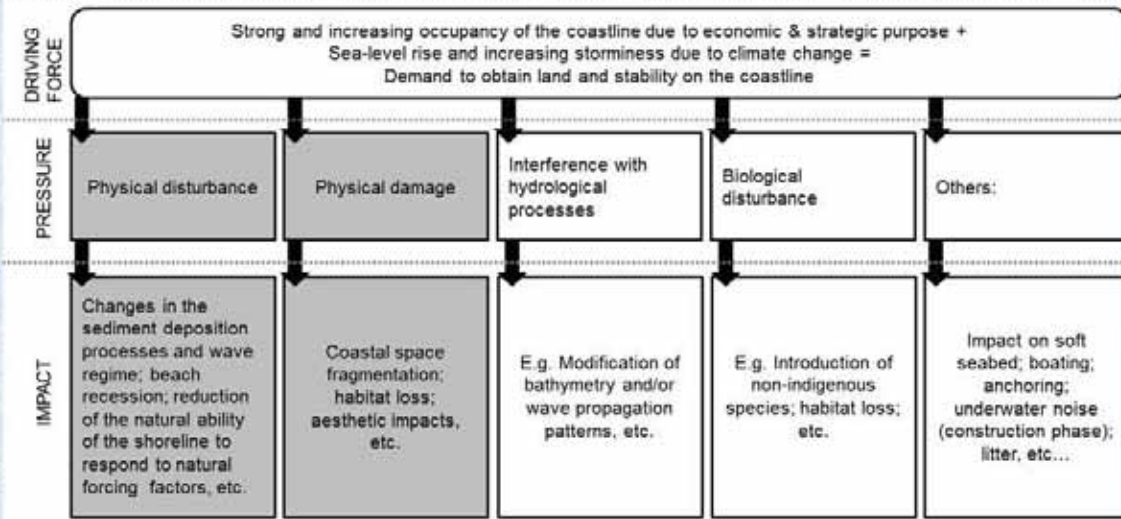 DRIVING
FORCE
Strong and increasing occupancy of the coastline due to economic & strategic purpose +
Sea-level rise and increasing storminess due to climate change =
Demand to obtain land and stability on the coastline
PRESSURE
Physical disturbance
Physical damage
Interference with
hydrological
processes
Biological
disturbance
Others:
IMPACT
Changes in the
sediment deposition
processes and wave
regime; beach
recession; reduction
of the natural ability
of the shoreline to
respond to natural
forcing factors, etc.
Coastal space
fragmentation;
habitat loss;
aesthetic impacts,
etc.
E.g. Modification of
bathymetry and/or
wave propagation
patterns, etc.
E.g. Introduction of
non-indigenous
species; habitat loss;
etc.
Impact on soft
seabed; boating;
anchoring;
underwater noise
(construction phase);
litter, etc...